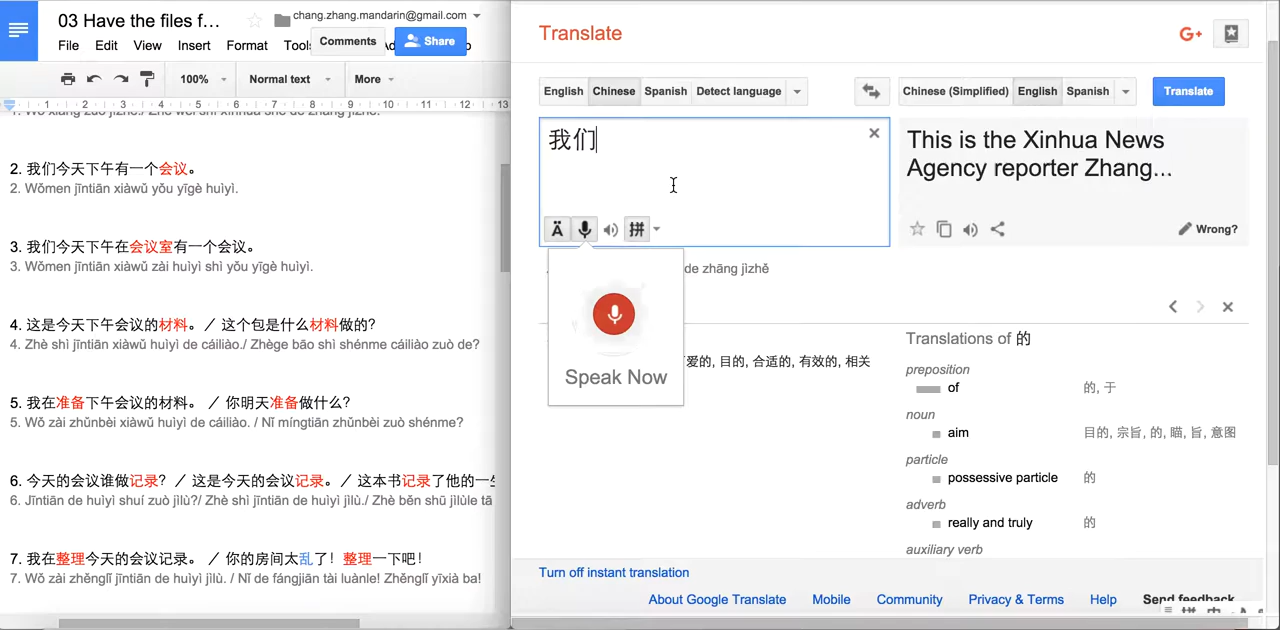 03 Have the files f...
chang.zhang.mandarin@gmail.com
File Edit View Insert Format
Comments
Share
100% Normal text More
1 2 3 4 5 6 7 8 9 10 11 12 13
2. 我们今天下午有一个会议。
2. Wǒmen jīntiān xiàwǔ yǒu yīgè huìyì.
3. 我们今天下午在会议室有一个会议。
3. Wǒmen jīntiān xiàwǔ zài huìyì shì yǒu yīgè huìyì.
4. 这是今天下午会议的材料。／ 这个包是什么材料做的？
4. Zhè shì jīntiān xiàwǔ huìyì de cáiliào./ Zhège bāo shì shénme cáiliào zuò de?
5. 我在准备下午会议的材料。 ／ 你明天准备做什么？
5. Wǒ zài zhǔnbèi xiàwǔ huìyì de cáiliào. / Nǐ míngtiān zhǔnbèi zuò shénme?
6. 今天的会议谁做记录？ ／ 这是今天的会议记录。／ 这本书记录了他的一
6. Jīntiān de huìyì shuí zuò jìlù?/ Zhè shì jīntiān de huìyì jìlù./ Zhè běn shū jìlùle tā
7. 我在整理今天的会议记录。 ／ 你的房间太乱了！整理一下吧！
7. Wǒ zài zhěnglǐ jīntiān de huìyì jìlù. / Nǐ de fángjiān tài luànle! Zhěnglǐ yīxià ba!
Translate
G+
English Chinese Spanish Detect language
Chinese (Simplified) English Spanish
Translate
我们
Ä
拼
This is the Xinhua News
Agency reporter Zhang...
Wrong?
de zhāng jìzhě
Speak Now
爱的, 目的, 合适的, 有效的, 相关
Translations of 的
preposition
of 的, 于
noun
aim 目的, 宗旨, 的, 瞄, 旨, 意图
particle
possessive particle 的
adverb
really and truly 的
auxiliary verb
Turn off instant translation
About Google Translate Mobile Community Privacy & Terms Help Send feedback